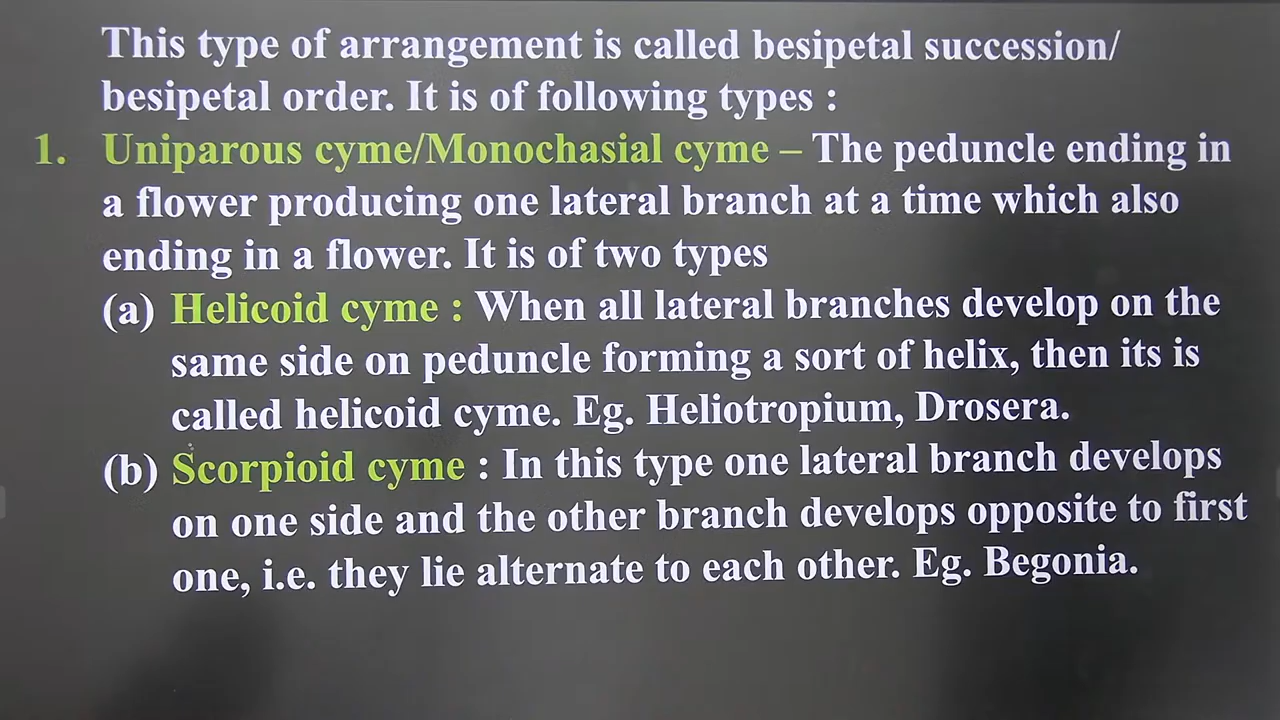 This type of arrangement is called besipetal succession/
besipetal order. It is of following types :
1. Uniparous cyme/Monochasial cyme – The peduncle ending in
a flower producing one lateral branch at a time which also
ending in a flower. It is of two types
(a) Helicoid cyme : When all lateral branches develop on the
same side on peduncle forming a sort of helix, then its is
called helicoid cyme. Eg. Heliotropium, Drosera.
(b) Scorpioid cyme : In this type one lateral branch develops
on one side and the other branch develops opposite to first
one, i.e. they lie alternate to each other. Eg. Begonia.